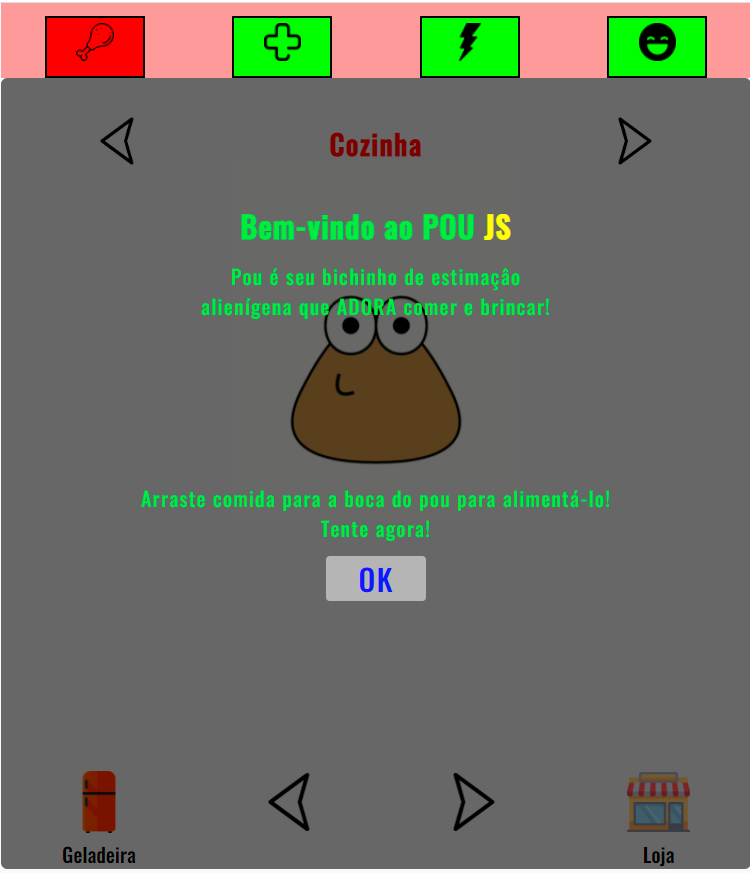 Cozinha
Bem-vindo ao POU JS
Pou é seu bichinho de estimaçâo
alienígena que ADORA comer e brincar!
Arraste comida para a boca do pou para alimentá-lo!
Tente agora!
OK
Geladeira
Loja